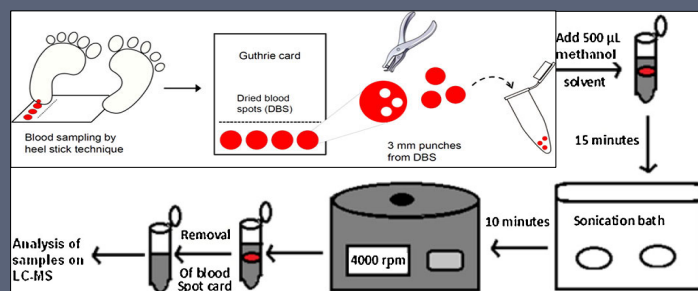 Guthrie card
Dried blood
spots (DBS)
Blood sampling by
heel stick technique
3 mm punches
from DBS
Add 500 µL
methanol
solvent
15 minutes
Sonication bath
10 minutes
4000 rpm
Removal
Of blood
Spot card
Analysis of
samples on
LC-MS